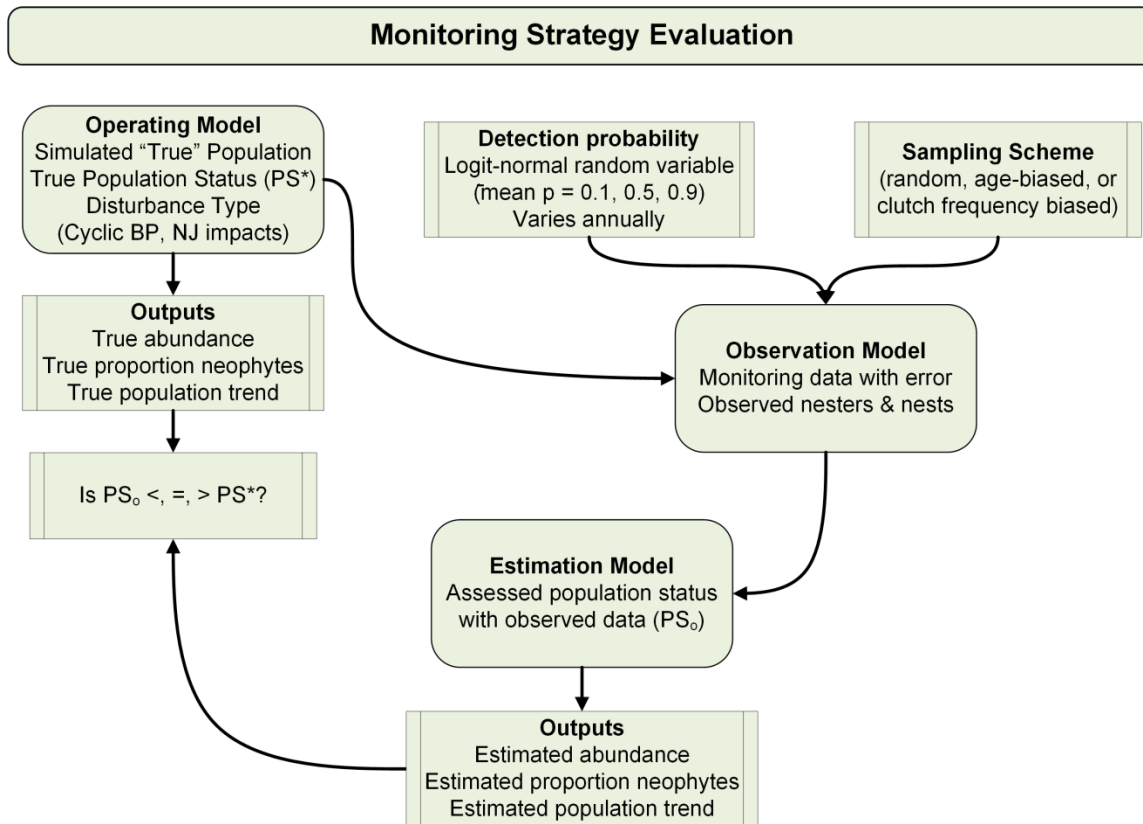 Monitoring Strategy Evaluation
Operating Model
Simulated “True” Population
True Population Status (PS*)
Disturbance Type
(Cyclic BP, NJ impacts)
Detection probability
Logit-normal random variable
(mean p = 0.1, 0.5, 0.9)
Varies annually
Sampling Scheme
(random, age-biased, or
clutch frequency biased)
Outputs
True abundance
True proportion neophytes
True population trend
Observation Model
Monitoring data with error
Observed nesters & nests
Is PSₒ <, =, > PS*?
Estimation Model
Assessed population status
with observed data (PSₒ)
Outputs
Estimated abundance
Estimated proportion neophytes
Estimated population trend